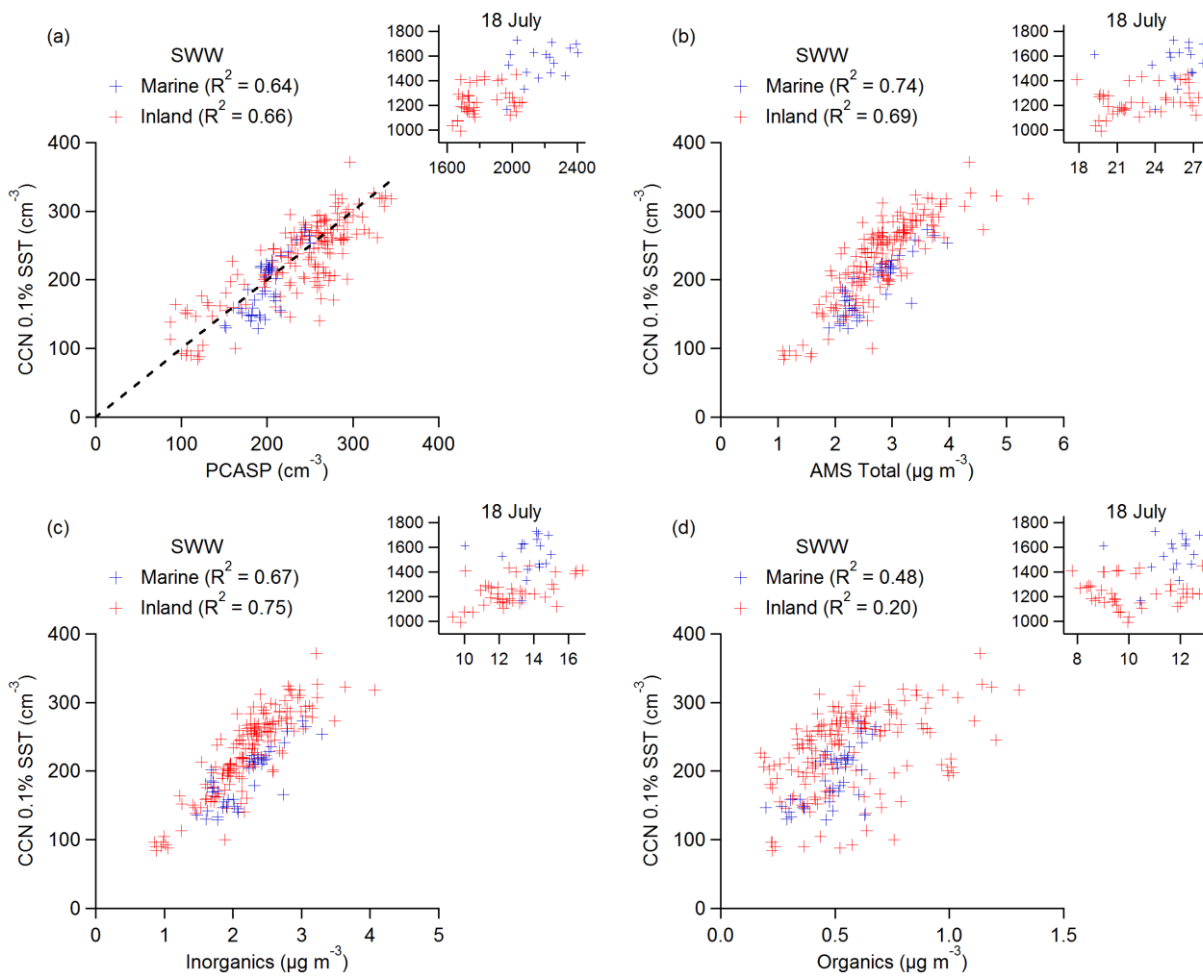 (a)
SWW
Marine (R² = 0.64)
Inland (R² = 0.66)
18 July
1800
1600
1400
1200
1000
1600 2000 2400
400
300
200
100
0
CCN 0.1% SST (cm⁻³)
0 100 200 300 400
PCASP (cm⁻³)
(b)
SWW
Marine (R² = 0.74)
Inland (R² = 0.69)
18 July
1800
1600
1400
1200
1000
18 21 24 27
400
300
200
100
0
CCN 0.1% SST (cm⁻³)
0 1 2 3 4 5 6
AMS Total (µg m⁻³)
(c)
SWW
Marine (R² = 0.67)
Inland (R² = 0.75)
18 July
1800
1600
1400
1200
1000
10 12 14 16
400
300
200
100
0
CCN 0.1% SST (cm⁻³)
0 1 2 3 4 5
Inorganics (µg m⁻³)
(d)
SWW
Marine (R² = 0.48)
Inland (R² = 0.20)
18 July
1800
1600
1400
1200
1000
8 10 12
400
300
200
100
0
CCN 0.1% SST (cm⁻³)
0.0 0.5 1.0 1.5
Organics (µg m⁻³)